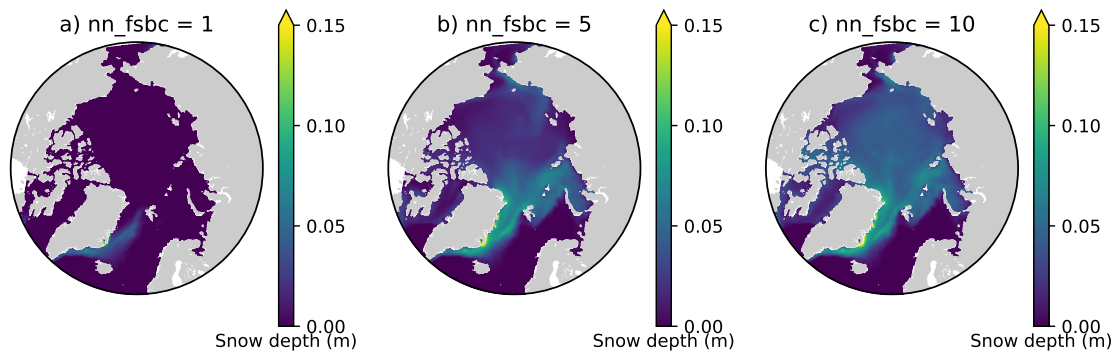 a) nn_fsbc = 1
0.15
0.10
0.05
0.00
Snow depth (m)
b) nn_fsbc = 5
0.15
0.10
0.05
0.00
Snow depth (m)
c) nn_fsbc = 10
0.15
0.10
0.05
0.00
Snow depth (m)